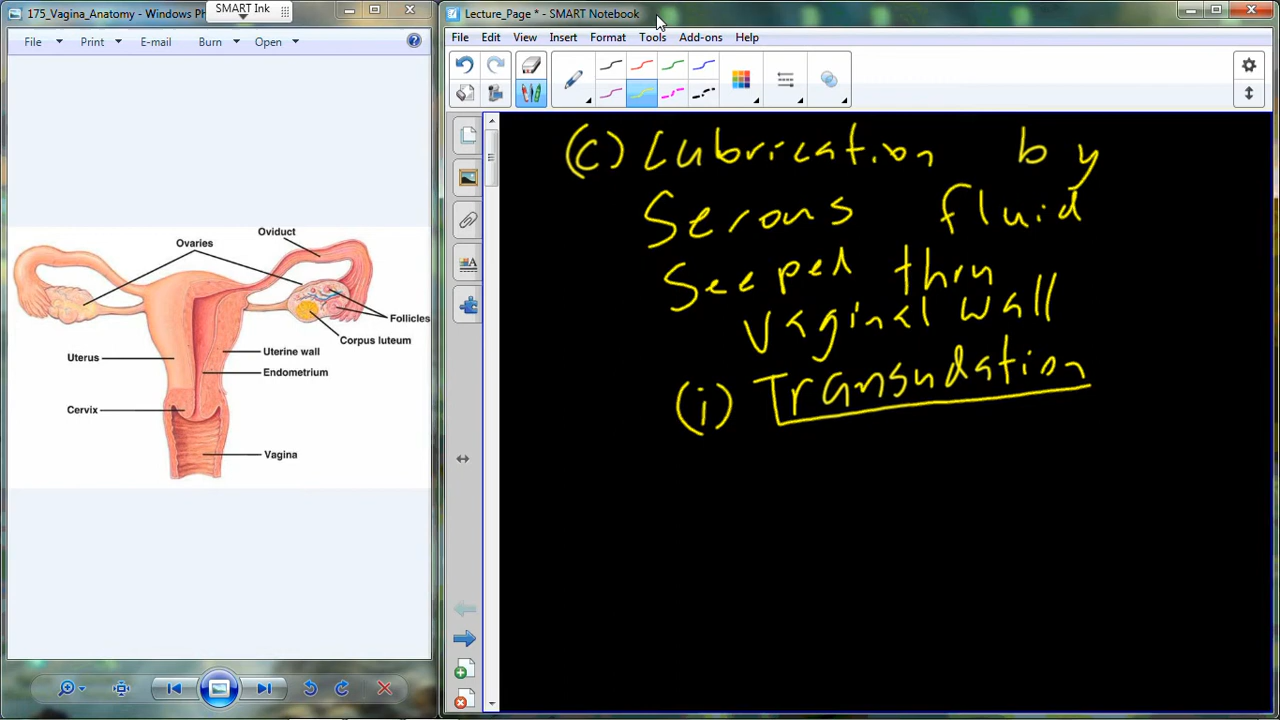 175_Vagina_Anatomy - Windows Ph
SMART Ink
File Print E-mail Burn Open
Ovaries
Oviduct
Follicles
Corpus luteum
Uterus
Uterine wall
Endometrium
Cervix
Vagina
Lecture_Page * - SMART Notebook
File Edit View Insert Format Tools Add-ons Help
(c) Lubrication by
Serous fluid
Seeped thru
vaginal wall
(i) Transudation